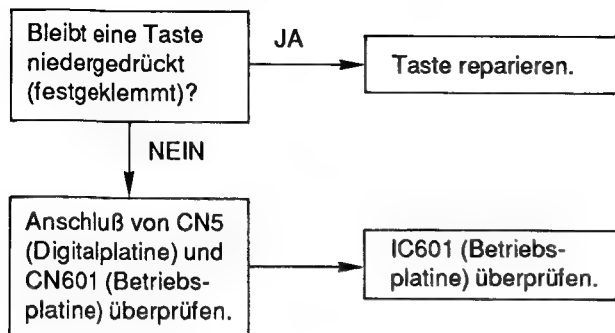 Bleibt eine Taste
niedergedrückt
(festgeklemmt)?
JA
Taste reparieren.
NEIN
Anschluß von CN5
(Digitalplatine) und
CN601 (Betriebs-
platine) überprüfen.
IC601 (Betriebs-
platine) überprüfen.